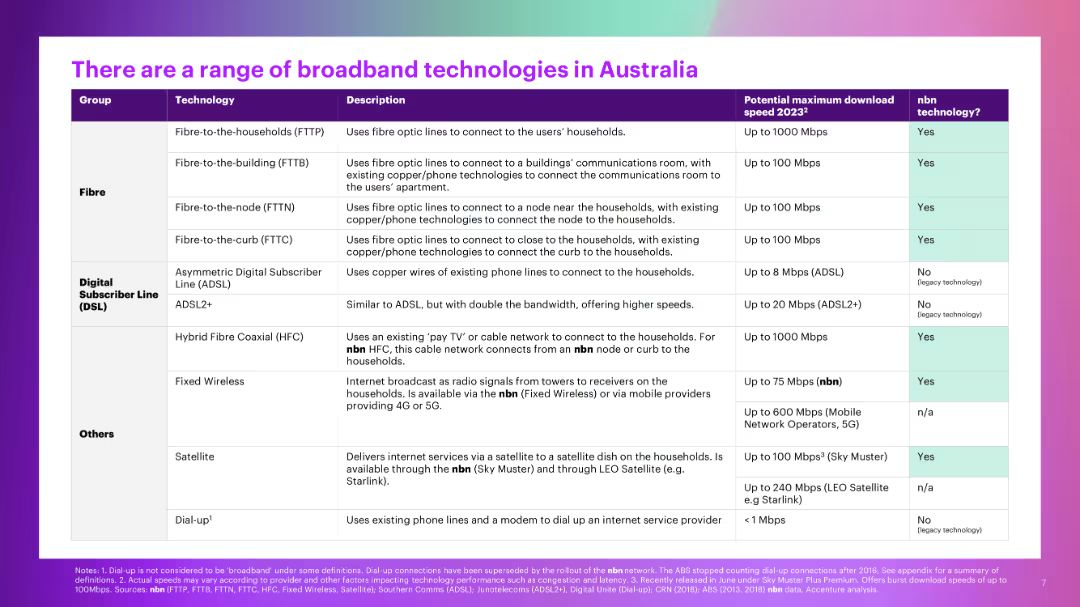 There are a range of broadband technologies in Australia
Group
Technology
Description
Potential maximum download
speed 2023²
nbn
technology?
Fibre
Fibre-to-the-households (FTTP)
Uses fibre optic lines to connect to the users' households.
Up to 1000 Mbps
Yes
Fibre-to-the-building (FTTB)
Uses fibre optic lines to connect to a buildings' communications room, with
existing copper/phone technologies to connect the communications room to
the users' apartment.
Up to 100 Mbps
Yes
Fibre-to-the-node (FTTN)
Uses fibre optic lines to connect to a node near the households, with existing
copper/phone technologies to connect the node to the households.
Up to 100 Mbps
Yes
Fibre-to-the-curb (FTTC)
Uses fibre optic lines to connect to close to the households, with existing
copper/phone technologies to connect the curb to the households.
Up to 100 Mbps
Yes
Digital
Subscriber Line
(DSL)
Asymmetric Digital Subscriber
Line (ADSL)
Uses copper wires of existing phone lines to connect to the households.
Up to 8 Mbps (ADSL)
No
(legacy technology)
ADSL2+
Similar to ADSL, but with double the bandwidth, offering higher speeds.
Up to 20 Mbps (ADSL2+)
No
(legacy technology)
Others
Hybrid Fibre Coaxial (HFC)
Uses an existing 'pay TV' or cable network to connect to the households. For
nbn HFC, this cable network connects from an nbn node or curb to the
households.
Up to 1000 Mbps
Yes
Fixed Wireless
Internet broadcast as radio signals from towers to receivers on the
households. Is available via the nbn (Fixed Wireless) or via mobile providers
providing 4G or 5G.
Up to 75 Mbps (nbn)
Yes
Up to 600 Mbps (Mobile
Network Operators, 5G)
n/a
Satellite
Delivers internet services via a satellite to a satellite dish on the households. Is
available through the nbn (Sky Muster) and through LEO Satellite (e.g.
Starlink).
Up to 100 Mbps³ (Sky Muster)
Yes
Up to 240 Mbps (LEO Satellite
e.g Starlink)
n/a
Dial-up¹
Uses existing phone lines and a modem to dial up an internet service provider
< 1 Mbps
No
(legacy technology)
Notes: 1. Dial-up is not considered to be 'broadband' under some definitions. Dial-up connections have been superseded by the rollout of the nbn network. The ABS stopped counting dial-up connections after 2016. See appendix for a summary of
definitions. 2. Actual speeds may vary according to provider and other factors impacting technology performance such as congestion and latency. 3. Recently released in June under Sky Muster Plus Premium. Offers burst download speeds of up to
100Mbps. Sources: nbn (FTTP, FTTB, FTTN, FTTC, HFC, Fixed Wireless, Satellite); Southern Comms (ADSL); Junotelecoms (ADSL2+), Digital Unite (Dial-up); CRN (2018); ABS (2013, 2018) nbn data, Accenture analysis.
7